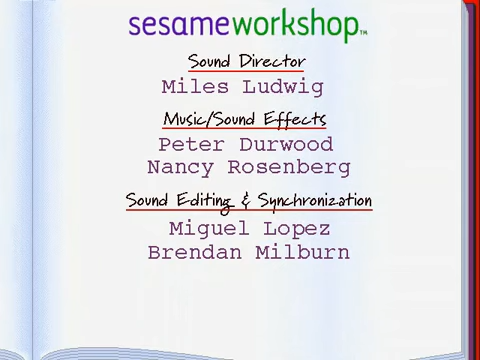 sesameworkshop™
Sound Director
Miles Ludwig
Music/Sound Effects
Peter Durwood
Nancy Rosenberg
Sound Editing & Synchronization
Miguel Lopez
Brendan Milburn